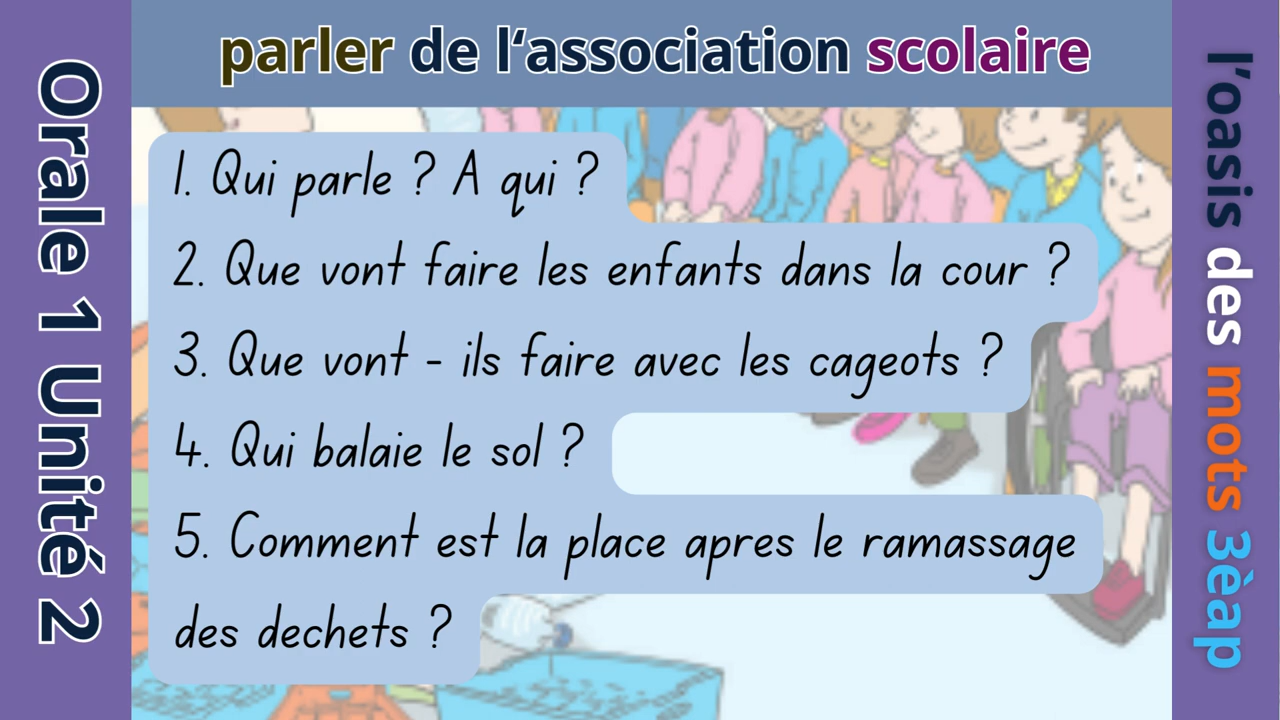 parler de l‘association scolaire
Orale 1 Unité 2
1. Qui parle ? A qui ?
2. Que vont faire les enfants dans la cour ?
3. Que vont - ils faire avec les cageots ?
4. Qui balaie le sol ?
5. Comment est la place apres le ramassage
des dechets ?
l'oasis des mots 3èap